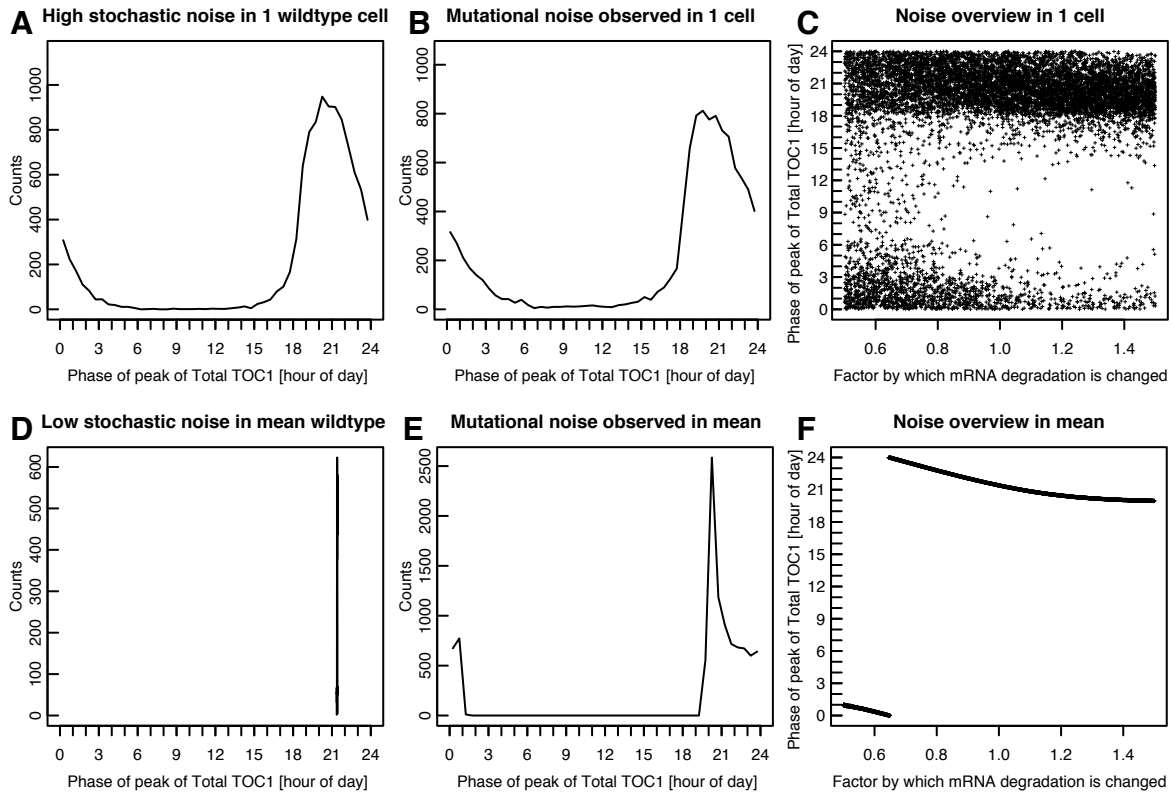 A High stochastic noise in 1 wildtype cell
Counts
0 200 400 600 800 1000
0 3 6 9 12 15 18 21 24
Phase of peak of Total TOC1 [hour of day]
B Mutational noise observed in 1 cell
Counts
0 200 400 600 800 1000
0 3 6 9 12 15 18 21 24
Phase of peak of Total TOC1 [hour of day]
C Noise overview in 1 cell
Phase of peak of Total TOC1 [hour of day]
0 3 6 9 12 15 18 21 24
0.6 0.8 1.0 1.2 1.4
Factor by which mRNA degradation is changed
D Low stochastic noise in mean wildtype
Counts
0 100 200 300 400 500 600
0 3 6 9 12 15 18 21 24
Phase of peak of Total TOC1 [hour of day]
E Mutational noise observed in mean
Counts
0 500 1000 1500 2000 2500
0 3 6 9 12 15 18 21 24
Phase of peak of Total TOC1 [hour of day]
F Noise overview in mean
Phase of peak of Total TOC1 [hour of day]
0 3 6 9 12 15 18 21 24
0.6 0.8 1.0 1.2 1.4
Factor by which mRNA degradation is changed